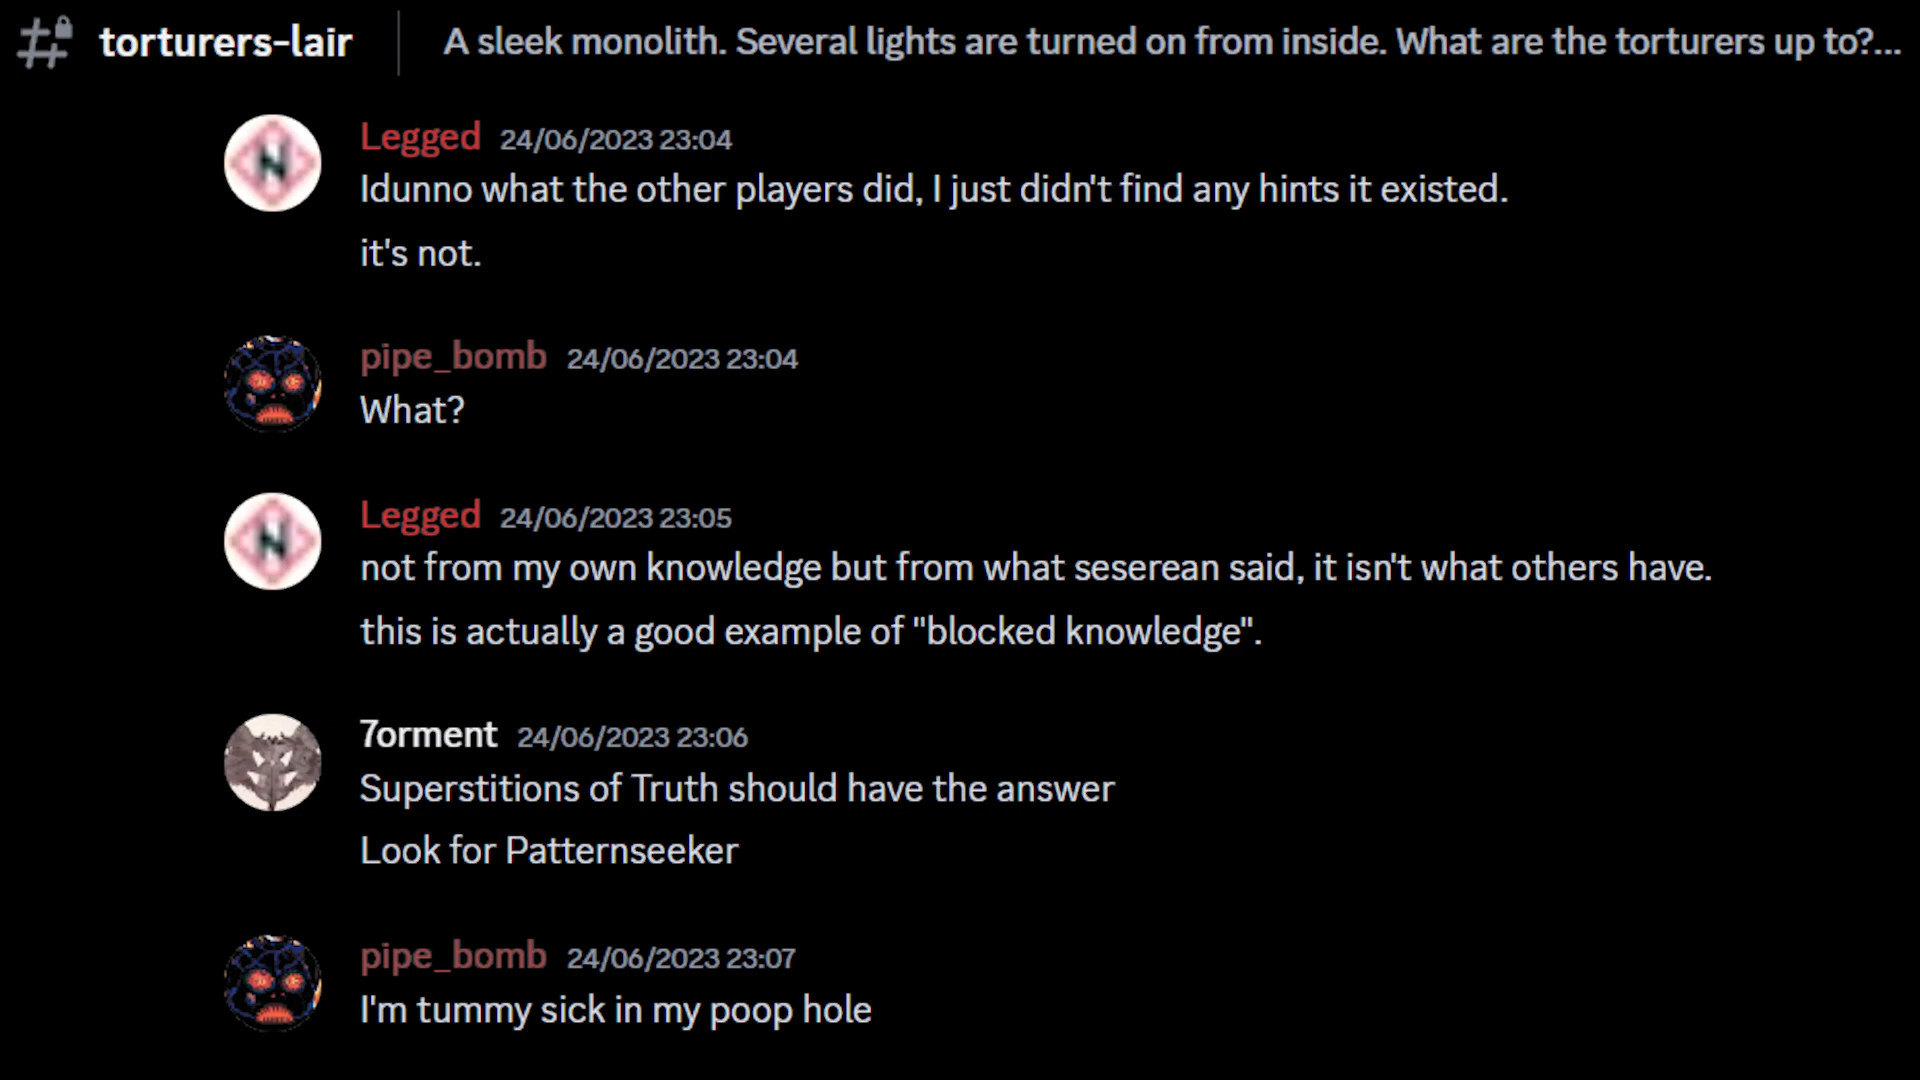 torturers-lair
A sleek monolith. Several lights are turned on from inside. What are the torturers up to?...
Legged 24/06/2023 23:04
Idunno what the other players did, I just didn't find any hints it existed.
it's not.
pipe_bomb 24/06/2023 23:04
What?
Legged 24/06/2023 23:05
not from my own knowledge but from what seserean said, it isn't what others have.
this is actually a good example of "blocked knowledge".
7orment 24/06/2023 23:06
Superstitions of Truth should have the answer
Look for Patternseeker
pipe_bomb 24/06/2023 23:07
I'm tummy sick in my poop hole